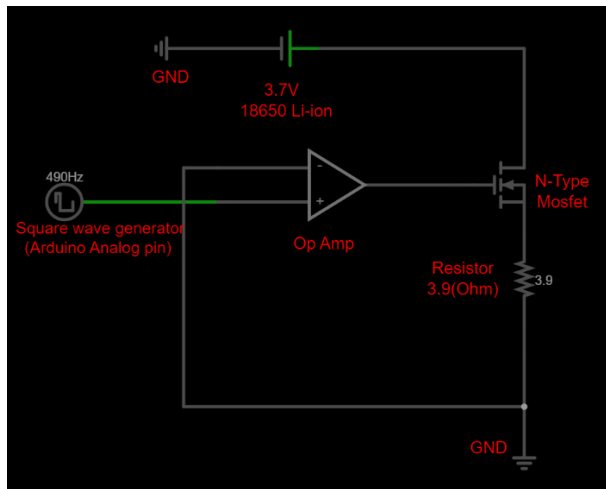 GND
3.7V
18650 Li-ion
490Hz
-
+
N-Type
Mosfet
Square wave generator
(Arduino Analog pin)
Op Amp
Resistor
3.9(Ohm)
3.9
GND